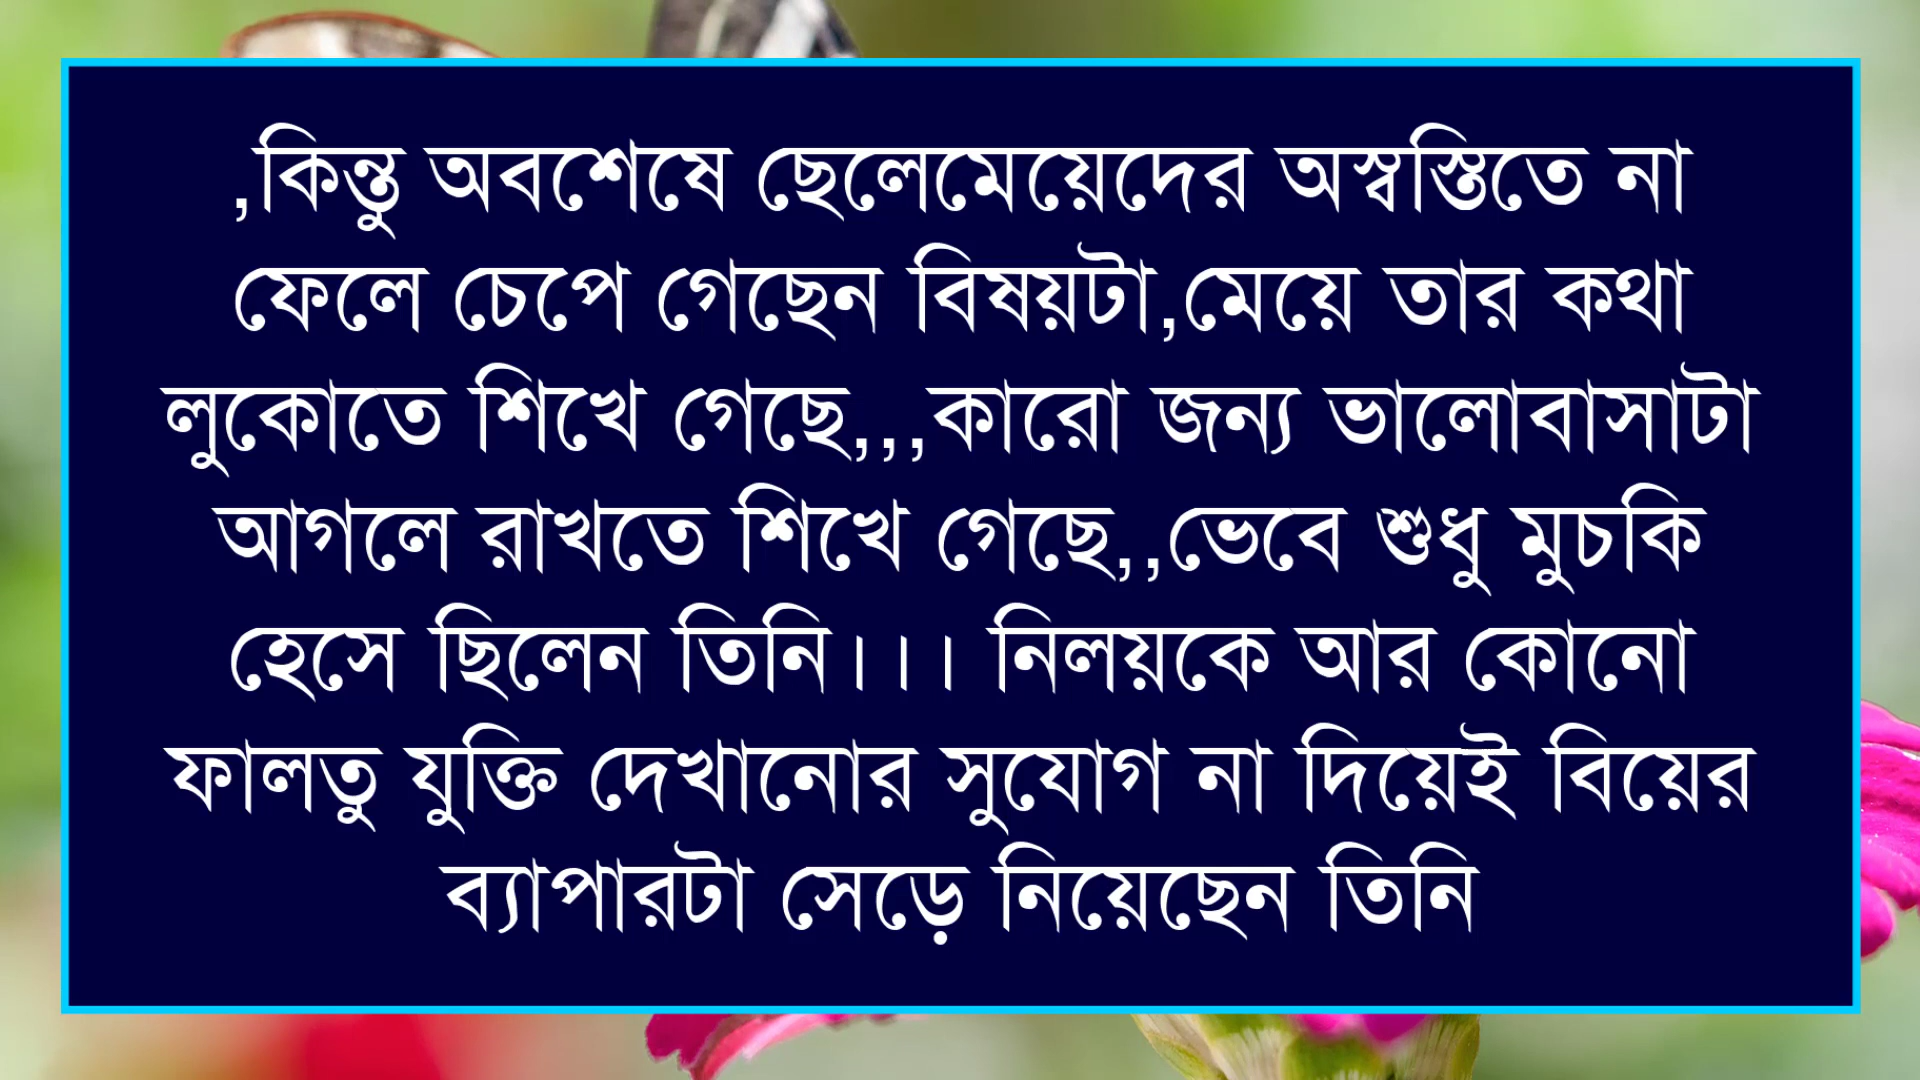 ,কিন্তু অবশেষে ছেলেমেয়েদের অস্বস্তিতে না
ফেলে চেপে গেছেন বিষয়টা,মেয়ে তার কথা
লুকোতে শিখে গেছে,,,কারো জন্য ভালোবাসাটা
আগলে রাখতে শিখে গেছে,,ভেবে শুধু মুচকি
হেসে ছিলেন তিনি।।। নিলয়কে আর কোনো
ফালতু যুক্তি দেখানোর সুযোগ না দিয়েই বিয়ের
ব্যাপারটা সেড়ে নিয়েছেন তিনি